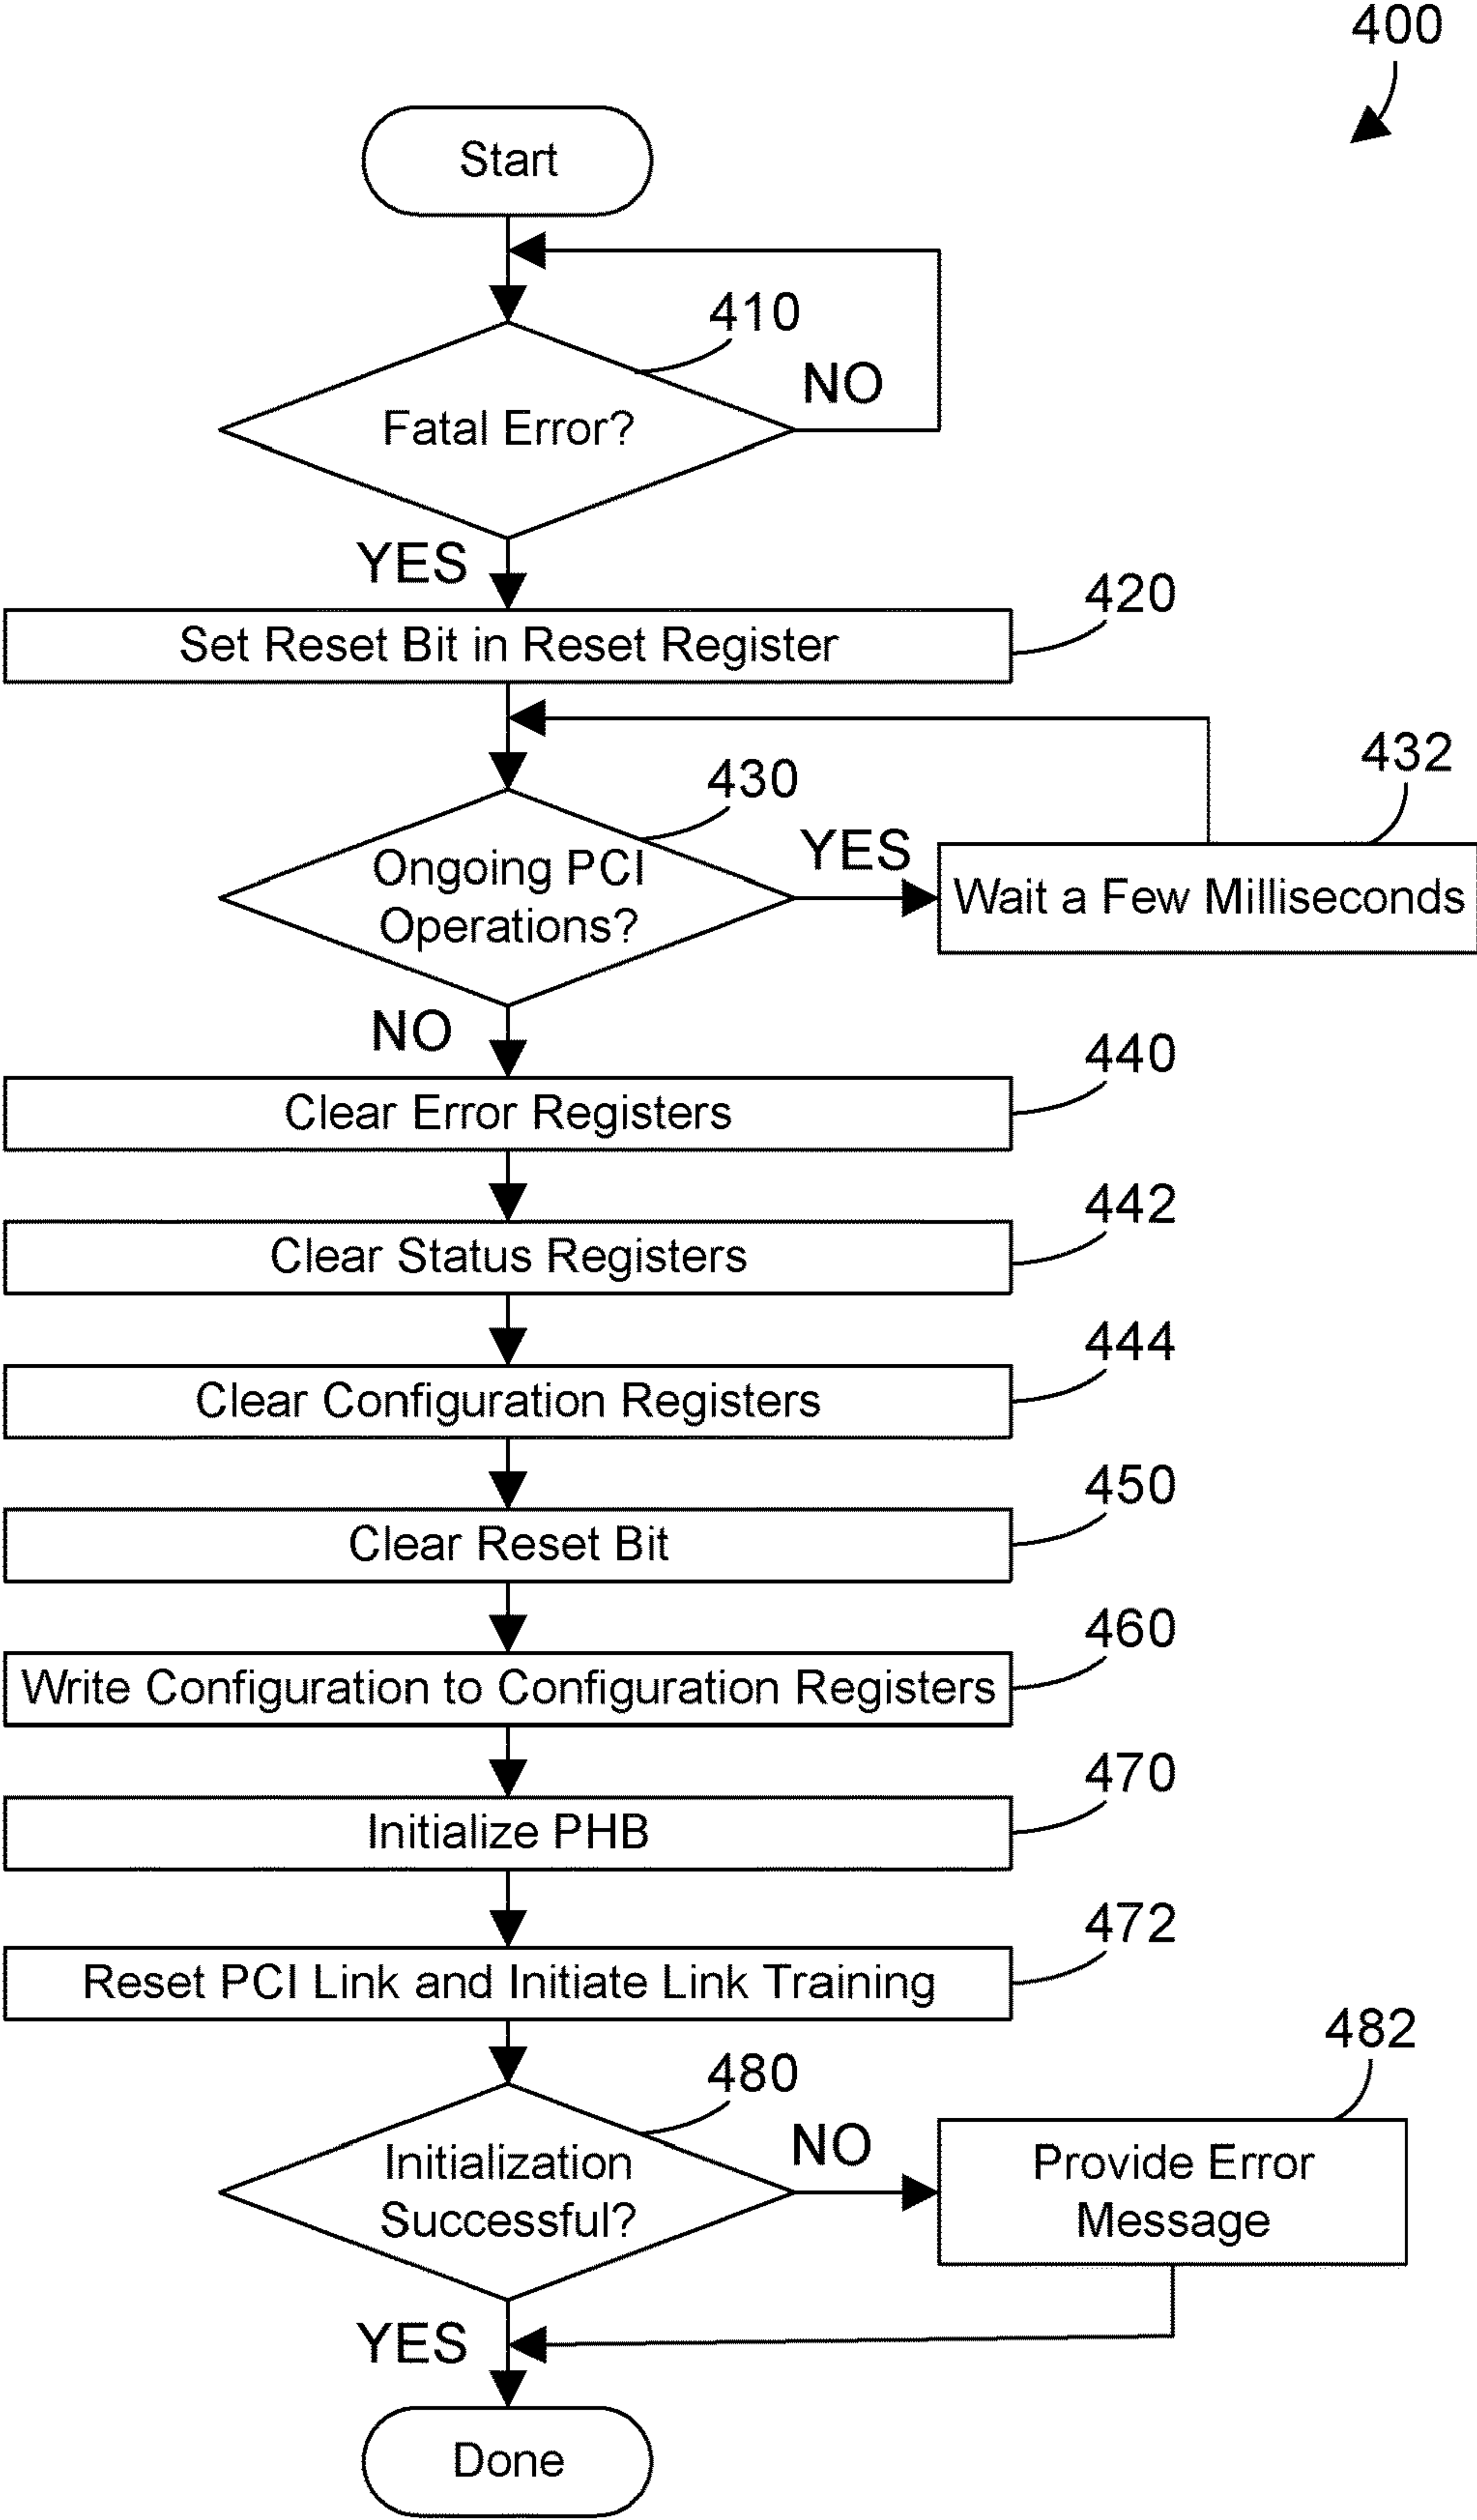 400
Start
410
NO
Fatal Error?
YES
420
Set Reset Bit in Reset Register
432
430
YES
Ongoing PCI
Operations?
Wait a Few Milliseconds
NO
440
Clear Error Registers
442
Clear Status Registers
444
Clear Configuration Registers
450
Clear Reset Bit
460
Write Configuration to Configuration Registers
470
Initialize PHB
472
Reset PCI Link and Initiate Link Training
482
480
NO
Initialization
Successful?
Provide Error
Message
YES
Done